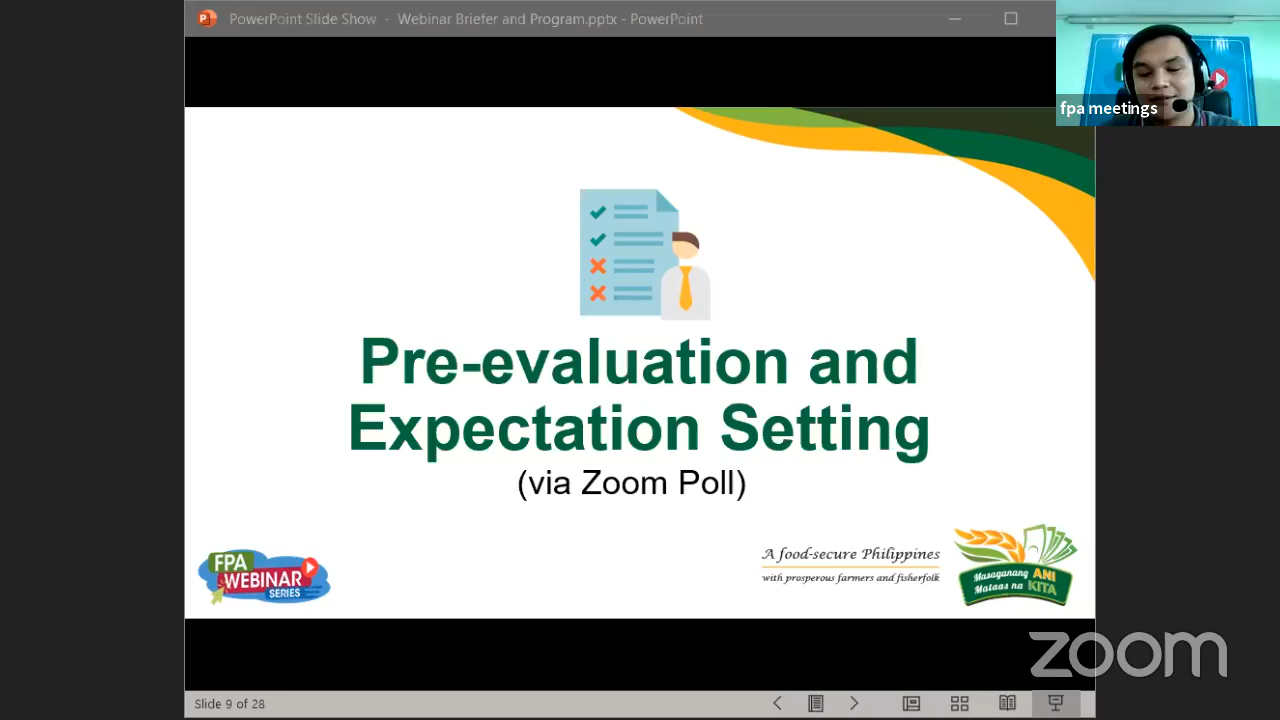 PowerPoint Slide Show - Webinar Briefer and Program.pptx - PowerPoint
fpa meetings
Pre-evaluation and
Expectation Setting
(via Zoom Poll)
FPA
WEBINAR
SERIES
A food-secure Philippines
with prosperous farmers and fisherfolk
Masaganang ANI
Mataas na KITA
zoom
Slide 9 of 28